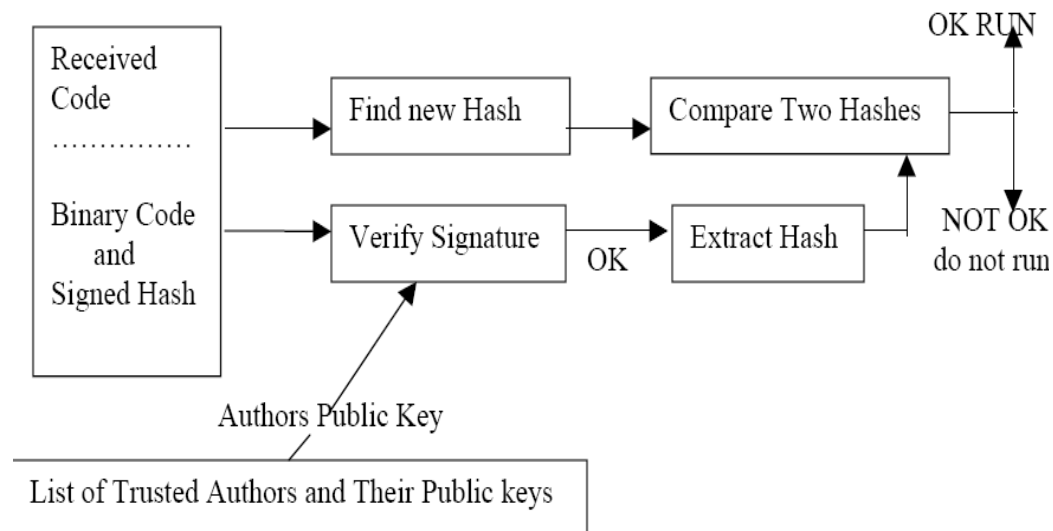 Received
Code
……………
Binary Code
and
Signed Hash
Find new Hash
Compare Two Hashes
OK RUN
Verify Signature
OK
Extract Hash
NOT OK
do not run
Authors Public Key
List of Trusted Authors and Their Public keys